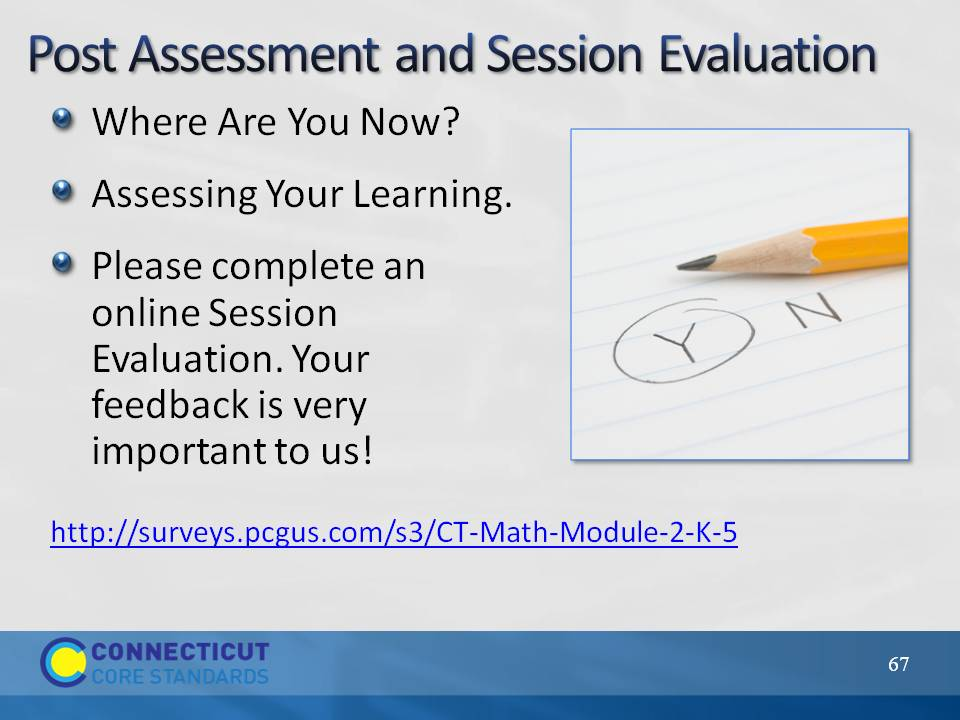 Post Assessment and Session Evaluation
Where Are You Now?
Assessing Your Learning.
Please complete an
online Session
Evaluation. Your
feedback is very
important to us!
Y N
http://surveys.pcgus.com/s3/CT-Math-Module-2-K-5
CONNECTICUT
CORE STANDARDS
67